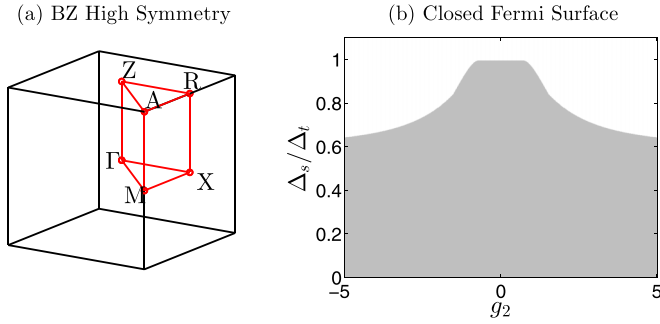 (a) BZ High Symmetry
Z
R
A
Γ
X
M
(b) Closed Fermi Surface
1
0.8
0.6
0.4
0.2
0
Δs/Δt
−5
0
5
g2